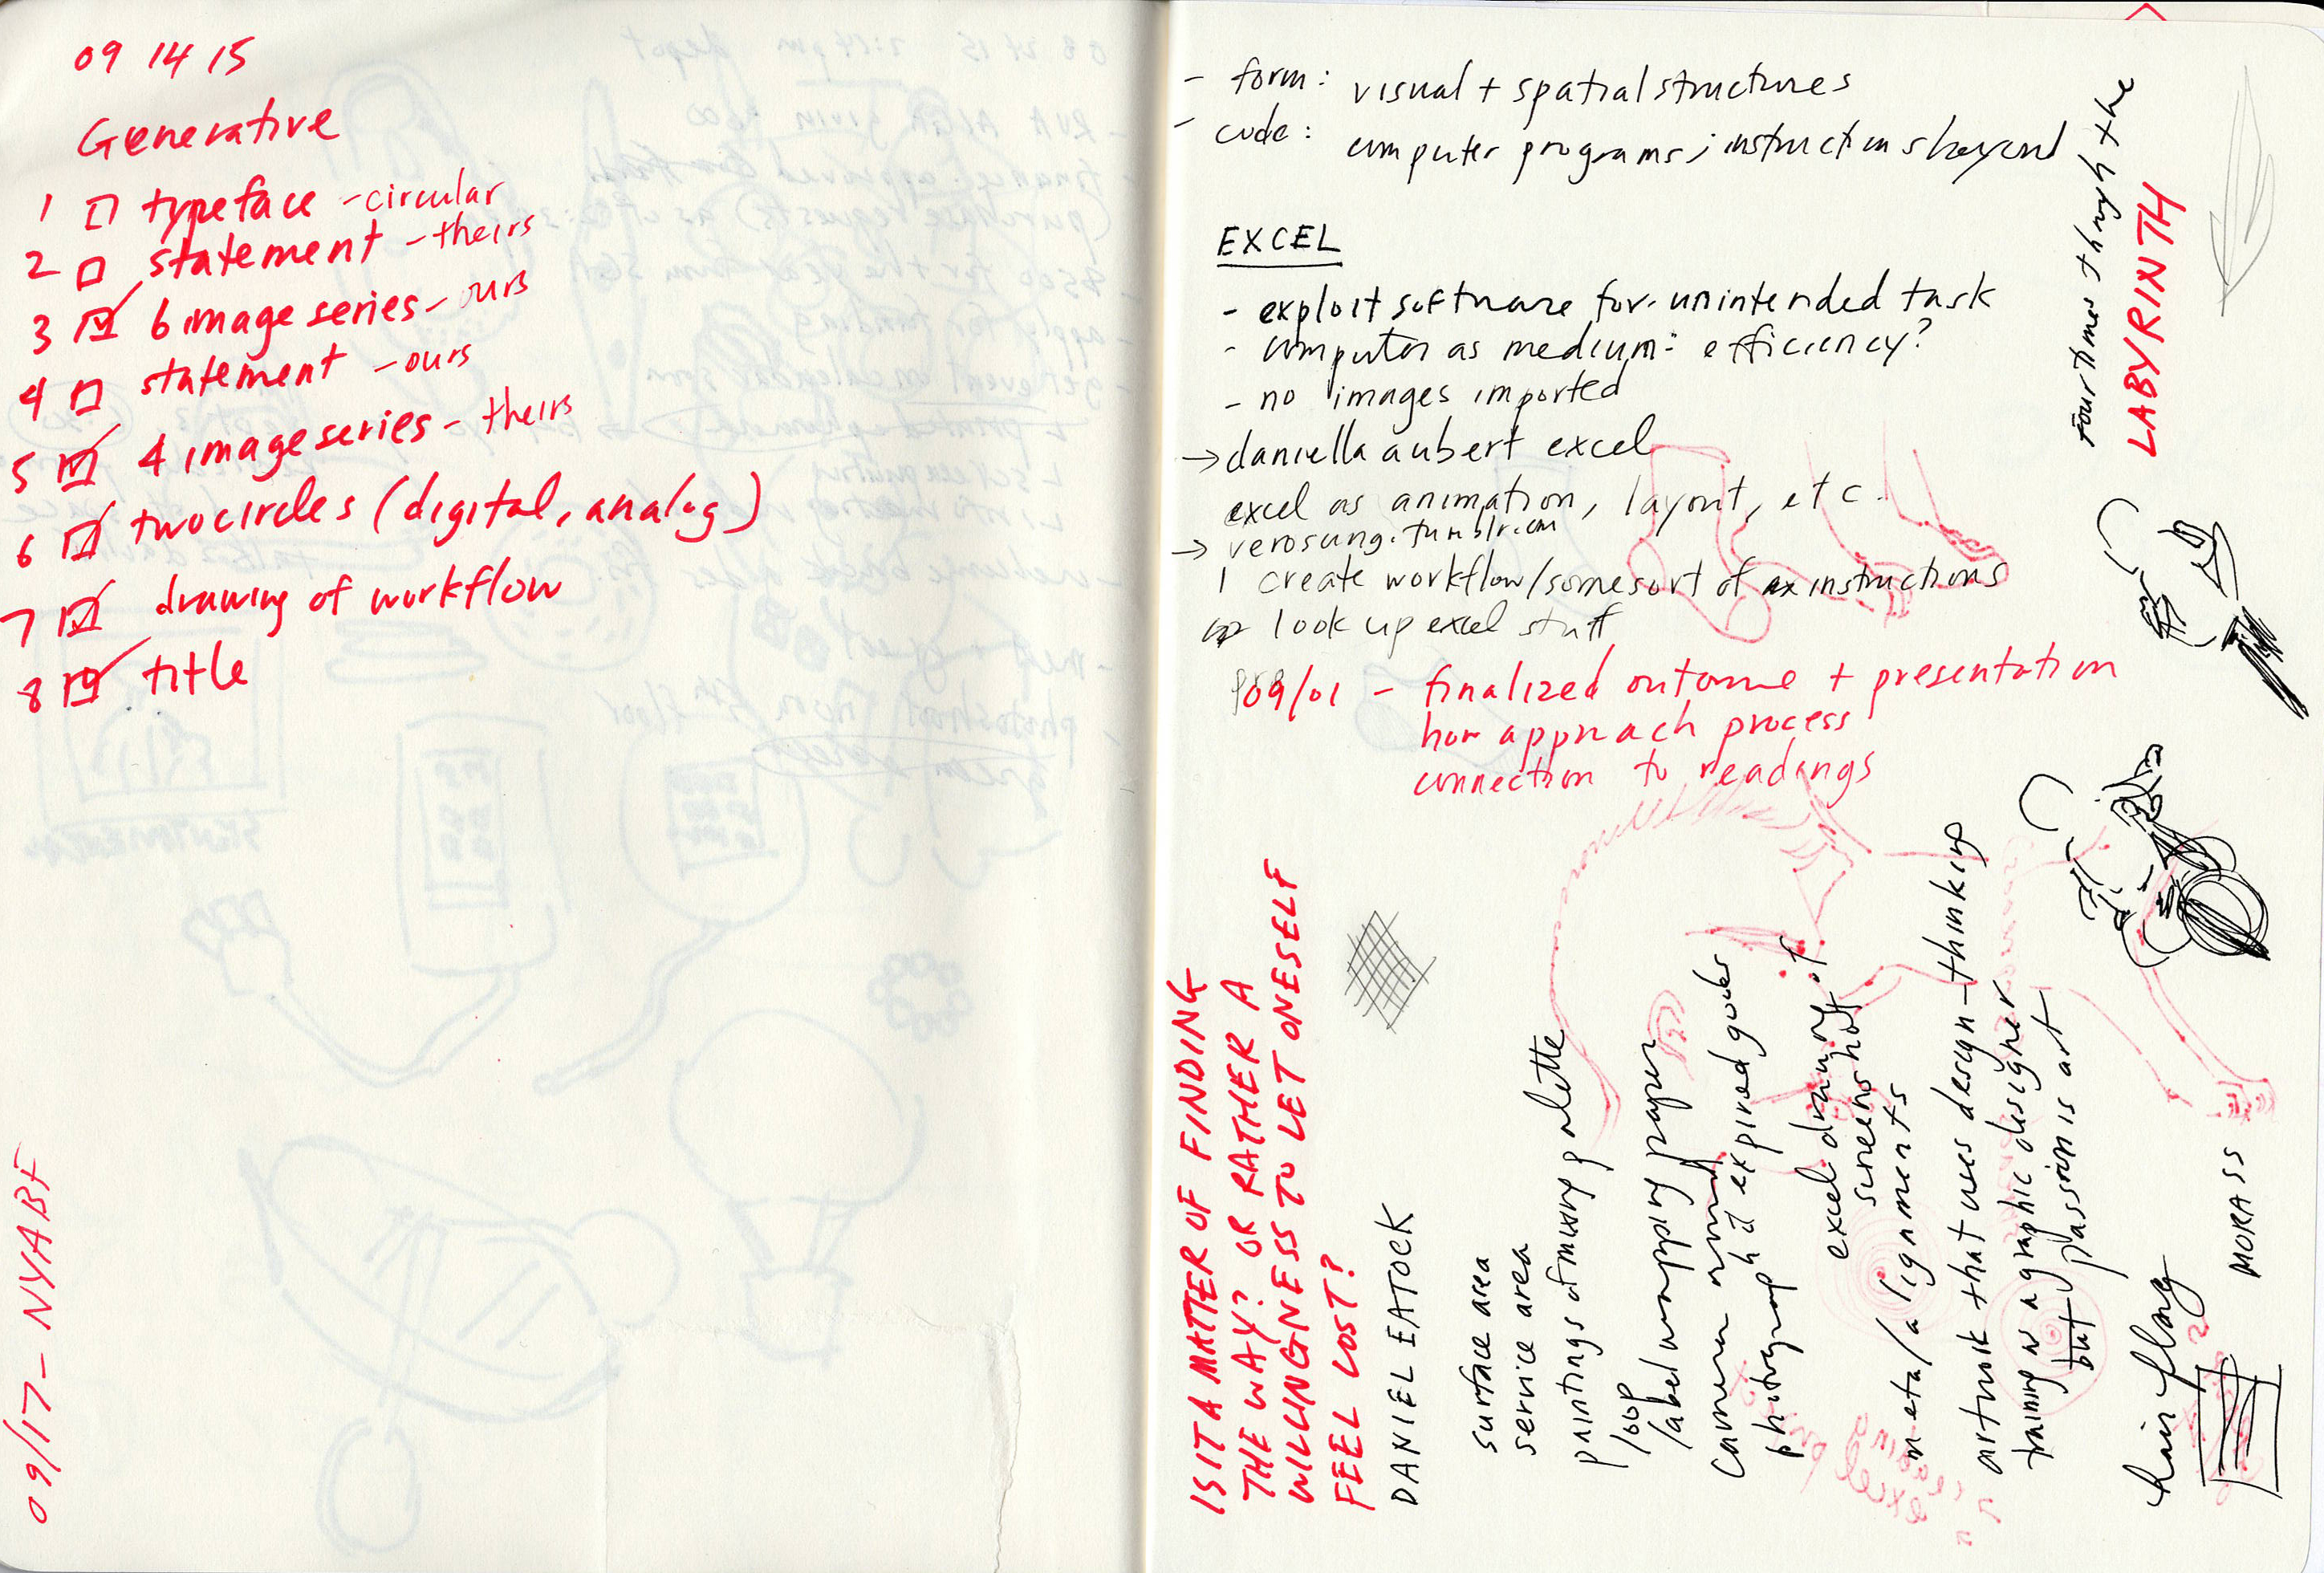 09 14 15
Generative
1 typeface - circular
2 statement - theirs
3 6 image series - ours
4 statement - ours
5 4 image series - theirs
6 two circles (digital, analog)
7 drawing of workflow
8 title
09/17 - NYABF
- form: visual + spatial structures
- code: computer programs; instructions beyond
EXCEL
- exploit software for unintended task
- computer as medium: efficiency?
- no images imported
→ daniella aubert excel
excel as animation, layout, etc.
→ verosung.tumblr.com
1 create workflow/some sort of instructions
look up excel stuff
09/01 - finalized outcome + presentation
how approach process
connection to readings
four times through the
LABYRINTH
IS IT A MATTER OF FINDING
THE WAY? OR RATHER A
WILLINGNESS TO LET ONESELF
FEEL LOST?
DANIEL EATOCK
surface area
service area
paintings of mixing palette
loop
label wrapping paper
camera
photograph expired goods
excel drawing of
screenshot
meta/alignments
artwork that uses design-thinking
training as a graphic designer
but passion is art
hair flag
MORASS